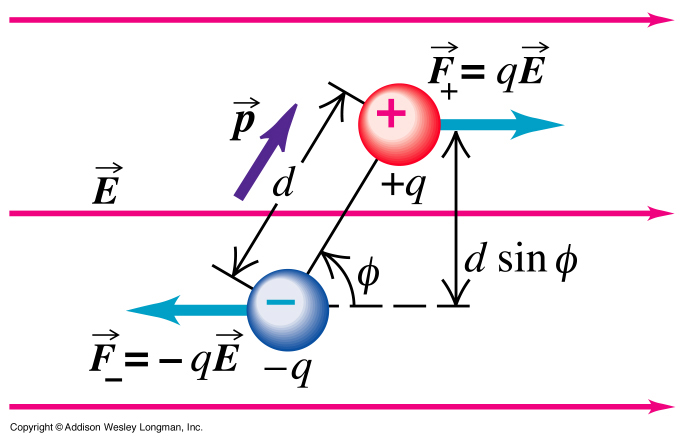 F⃗₊ = qE⃗
+
p⃗
d
+q
E⃗
d sin ϕ
ϕ
−
F⃗₋ = − qE⃗
−q
Copyright © Addison Wesley Longman, Inc.